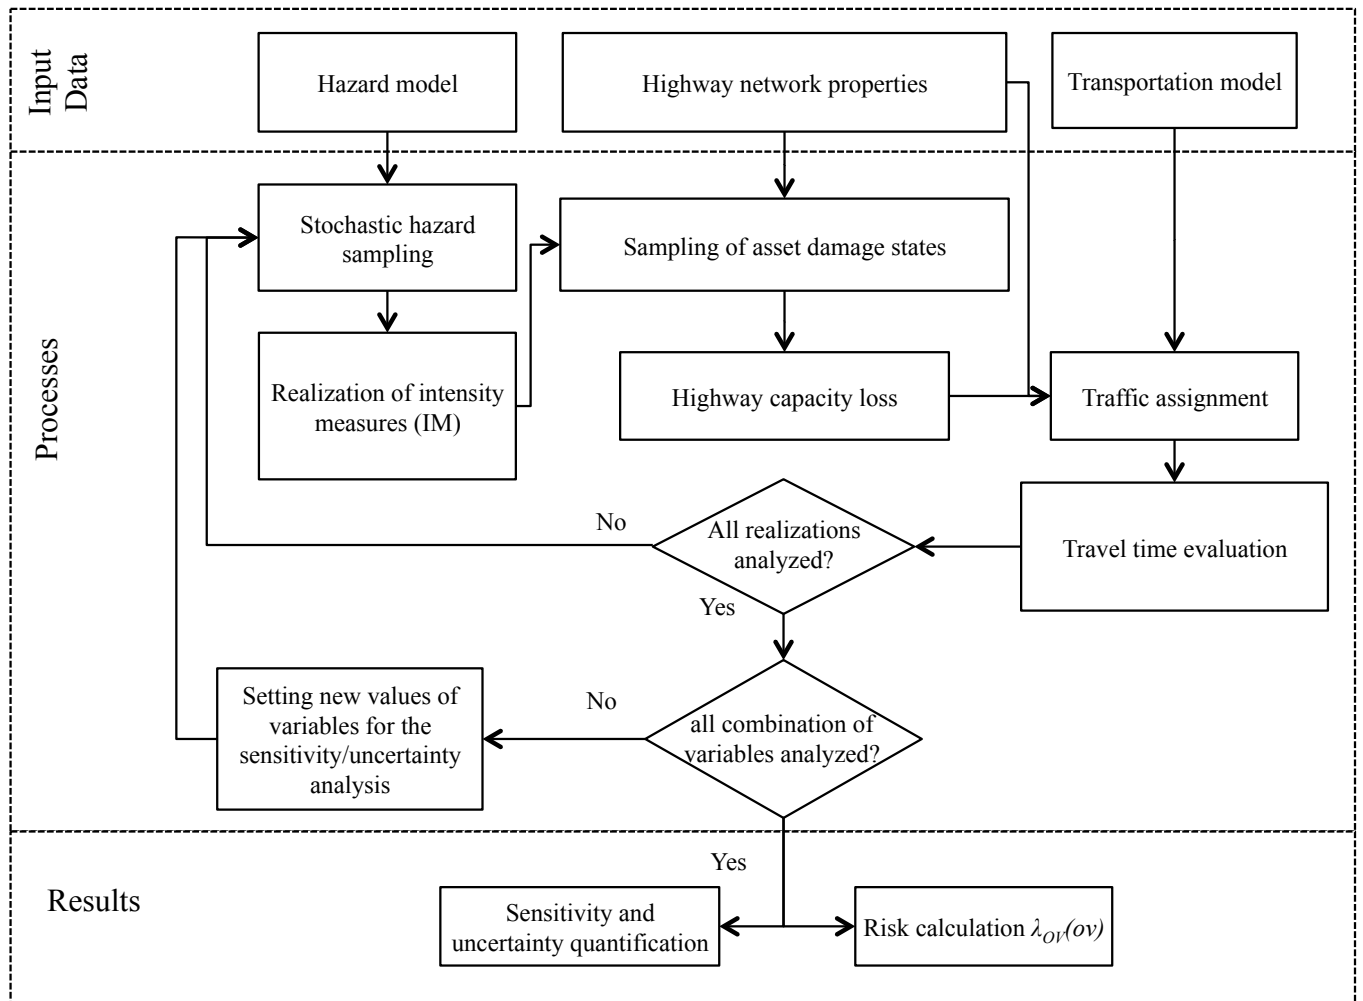 Input
Data
Hazard model
Highway network properties
Transportation model
Processes
Stochastic hazard
sampling
Sampling of asset damage states
Realization of intensity
measures (IM)
Highway capacity loss
Traffic assignment
No
All realizations
analyzed?
Travel time evaluation
Yes
Setting new values of
variables for the
sensitivity/uncertainty
analysis
No
all combination of
variables analyzed?
Yes
Results
Sensitivity and
uncertainty quantification
Risk calculation λOV(ov)